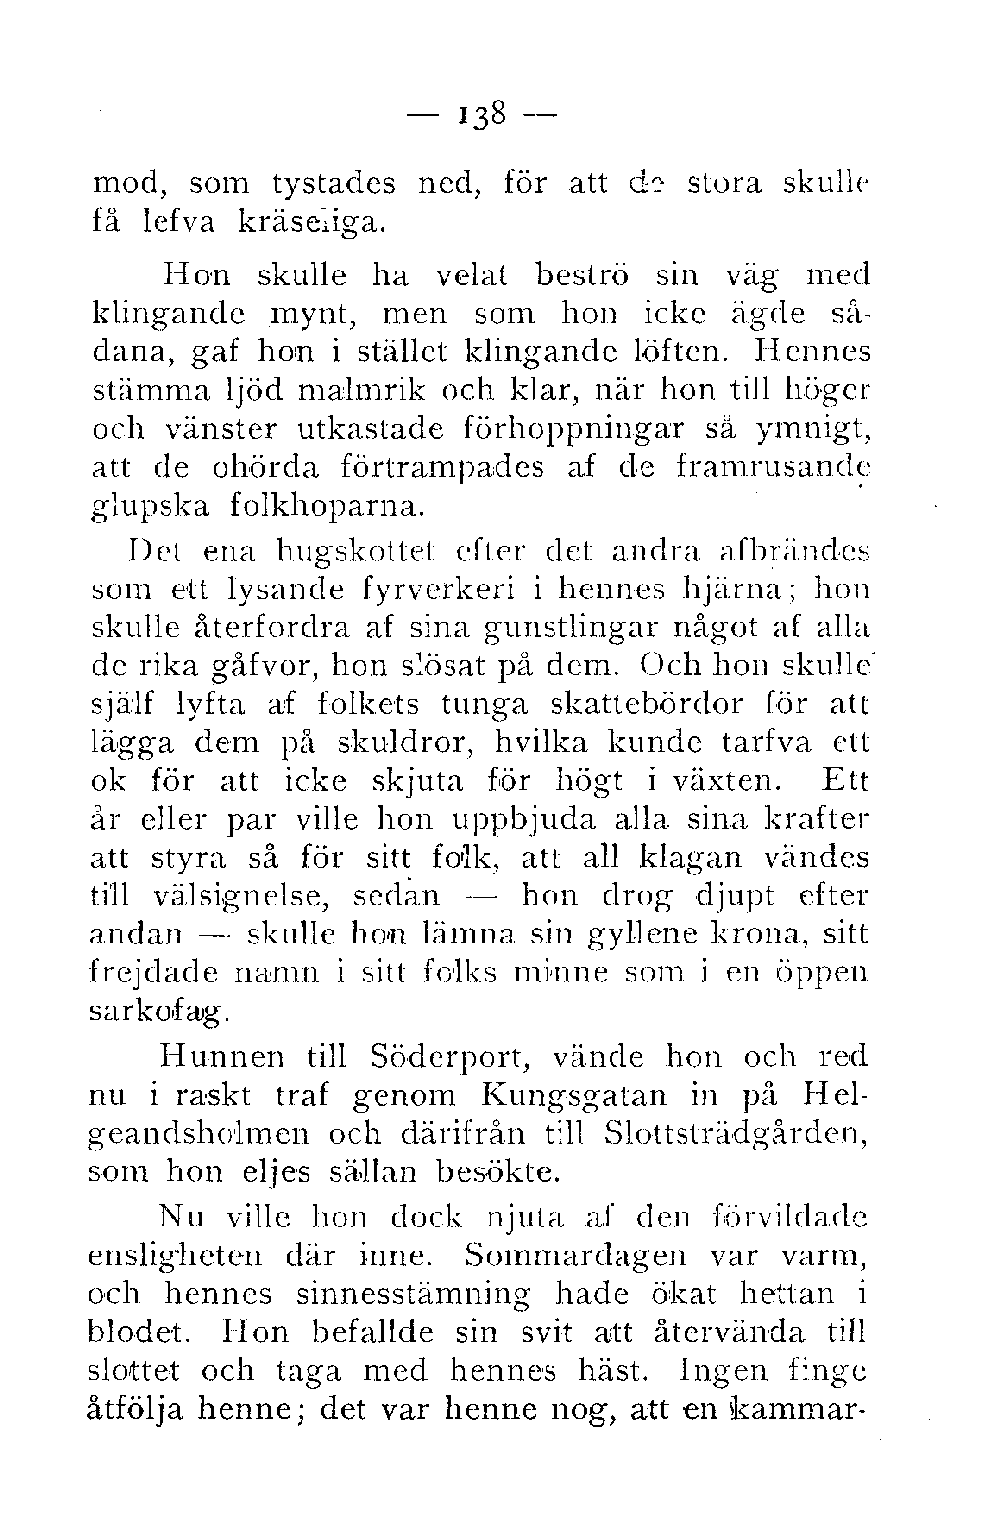 — 138 —
mod, som tystades ned, för att de stora skulle
få lefva kräseliga.
Hon skulle ha velat beströ sin väg med
klingande mynt, men som hon icke ägde så-
dana, gaf hon i stället klingande löften. Hennes
stämma ljöd malmrik och klar, när hon till höger
och vänster utkastade förhoppningar så ymnigt,
att de ohörda förtrampades af de framrusande
glupska folkhoparna.
Det ena hugskottet efter det andra afbrändes
som ett lysande fyrverkeri i hennes hjärna; hon
skulle återfordra af sina gunstlingar något af alla
de rika gåfvor, hon slösat på dem. Och hon skulle
själf lyfta af folkets tunga skattebördor för att
lägga dem på skuldror, hvilka kunde tarfva ett
ok för att icke skjuta för högt i växten. Ett
år eller par ville hon uppbjuda alla sina krafter
att styra så för sitt folk, att all klagan vändes
till välsignelse, sedan — hon drog djupt efter
andan — skulle hon lämna sin gyllene krona, sitt
frejdade namn i sitt folks minne som i en öppen
sarkofag.
Hunnen till Söderport, vände hon och red
nu i raskt traf genom Kungsgatan in på Hel-
geandsholmen och därifrån till Slottsträdgården,
som hon eljes sällan besökte.
Nu ville hon dock njuta af den förvildade
ensligheten där inne. Sommardagen var varm,
och hennes sinnesstämning hade ökat hettan i
blodet. Hon befallde sin svit att återvända till
slottet och taga med hennes häst. Ingen finge
åtfölja henne; det var henne nog, att en kammar-